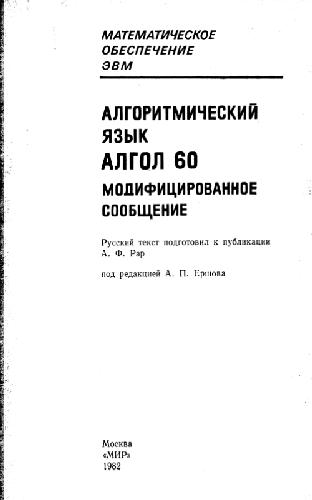 МАТЕМАТИЧЕСКОЕ
ОБЕСПЕЧЕНИЕ
ЭВМ
АЛГОРИТМИЧЕСКИЙ
ЯЗЫК
АЛГОЛ 60
МОДИФИЦИРОВАННОЕ
СООБЩЕНИЕ
Русский текст подготовил к публикации
А. Ф. Рар
под редакцией А. П. Ершова
Москва
«МИР»
1982